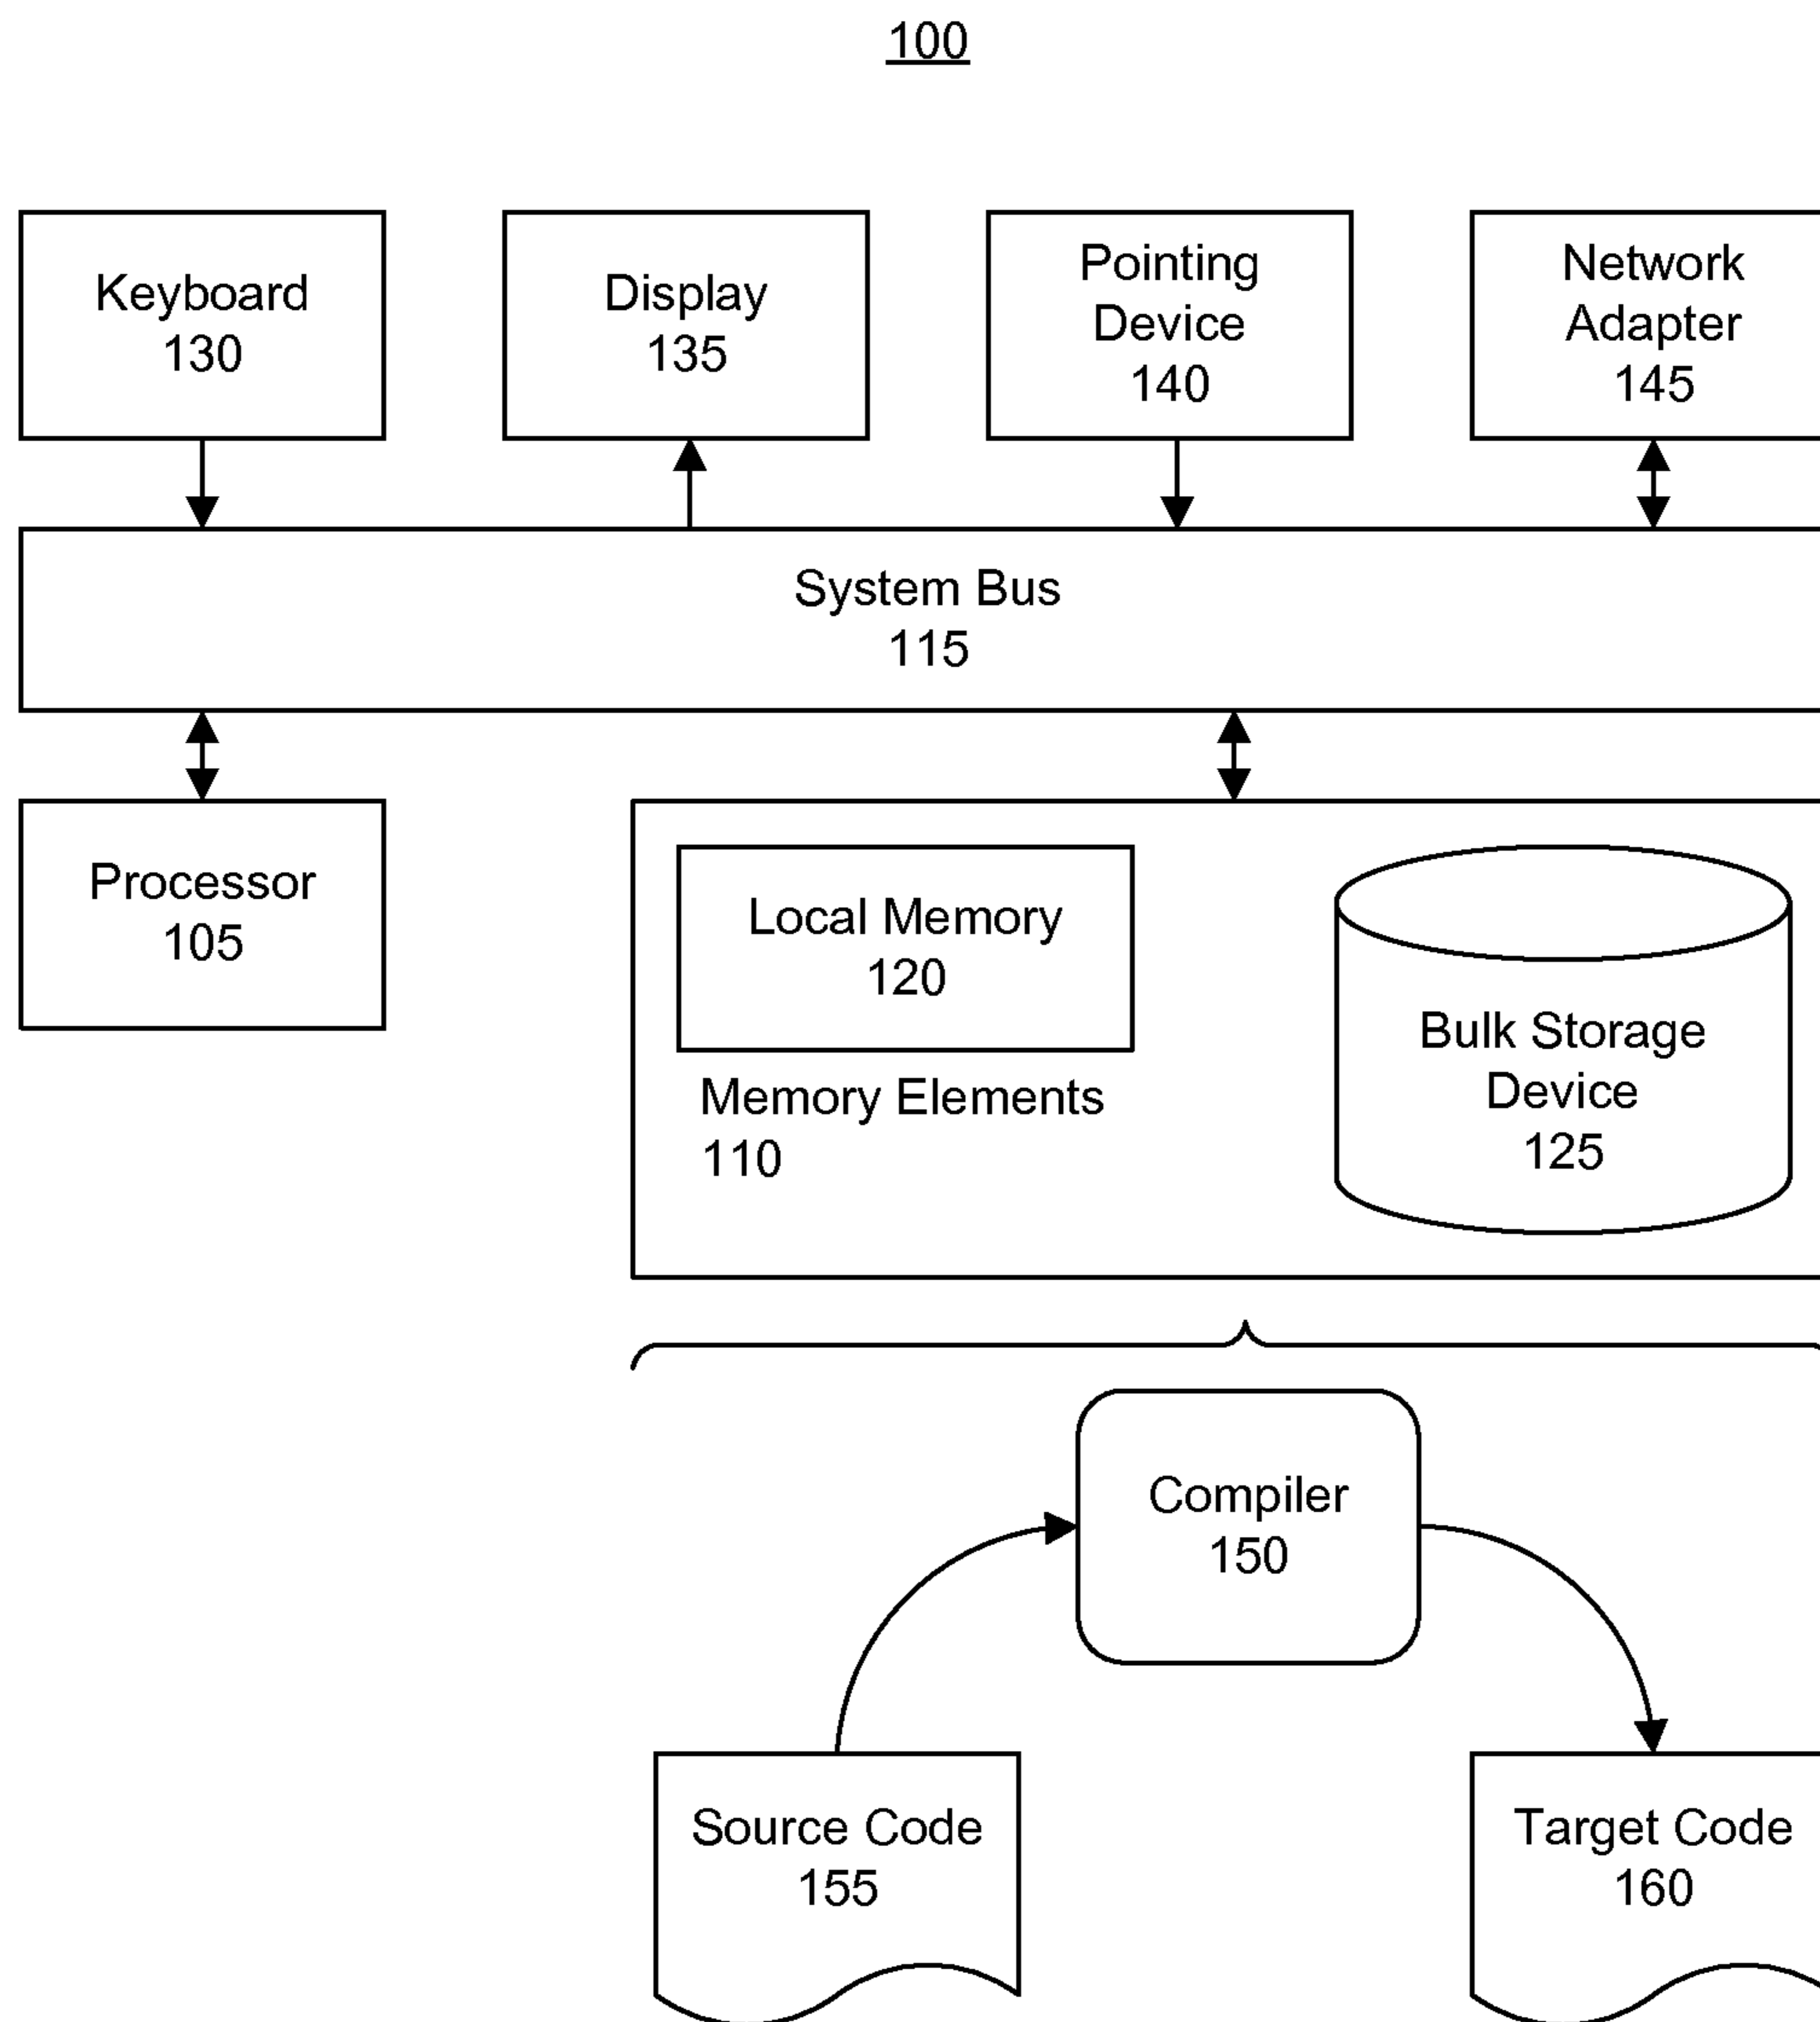 100
Keyboard
130
Display
135
Pointing
Device
140
Network
Adapter
145
System Bus
115
Processor
105
Local Memory
120
Memory Elements
110
Bulk Storage
Device
125
Compiler
150
Source Code
155
Target Code
160